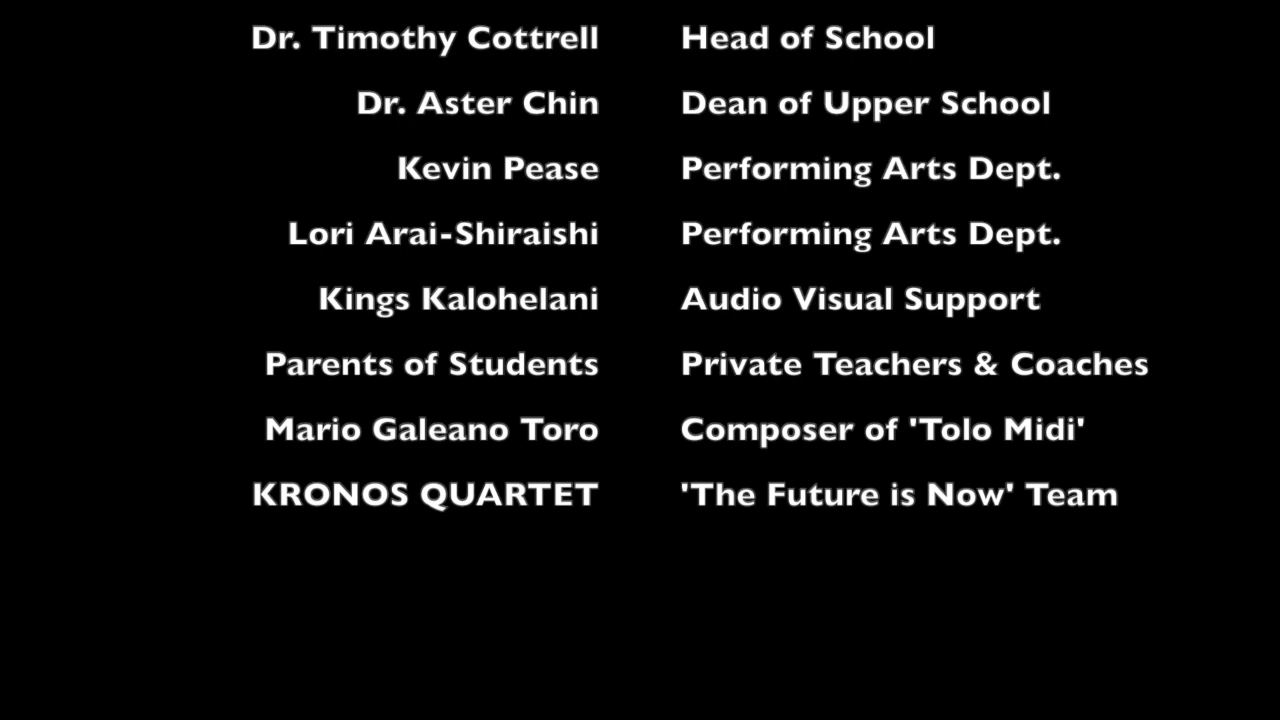 Dr. Timothy Cottrell Head of School
Dr. Aster Chin Dean of Upper School
Kevin Pease Performing Arts Dept.
Lori Arai-Shiraishi Performing Arts Dept.
Kings Kalohelani Audio Visual Support
Parents of Students Private Teachers & Coaches
Mario Galeano Toro Composer of 'Tolo Midi'
KRONOS QUARTET 'The Future is Now' Team